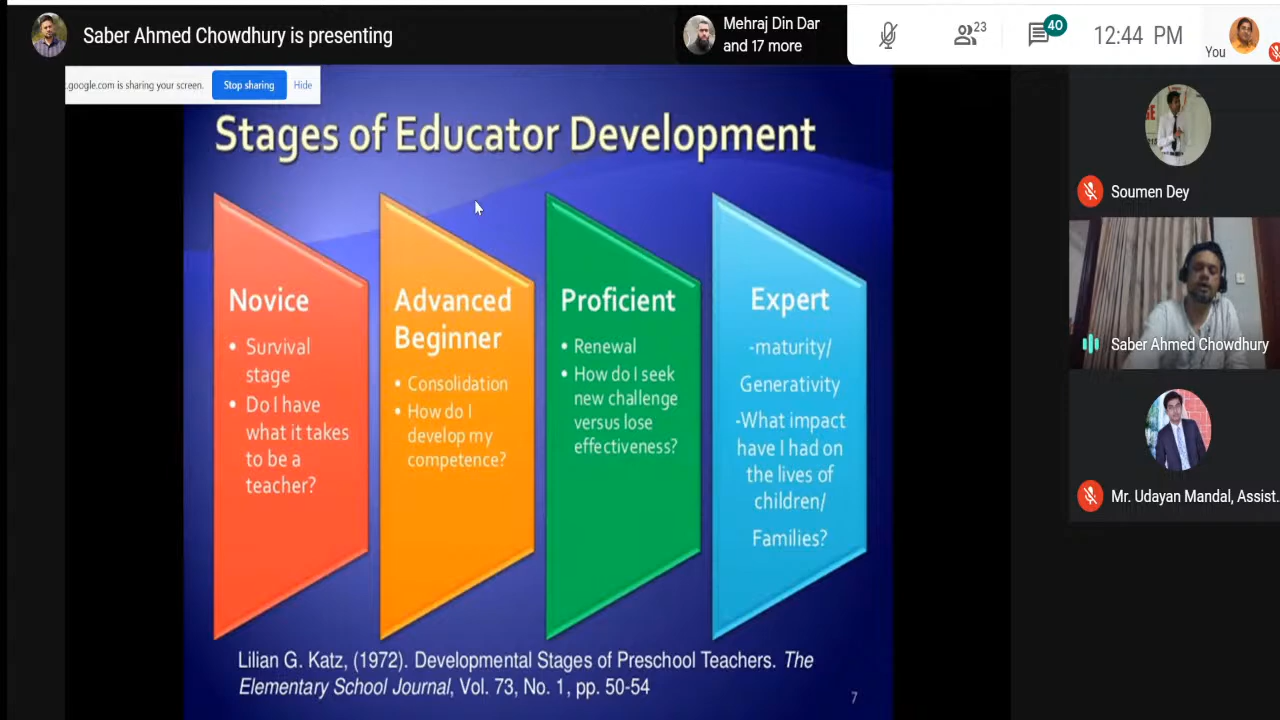 Saber Ahmed Chowdhury is presenting
Mehraj Din Dar
and 17 more
23
40
12:44 PM
You
.google.com is sharing your screen.
Stop sharing
Hide
Stages of Educator Development
Novice
• Survival
stage
• Do I have
what it takes
to be a
teacher?
Advanced
Beginner
• Consolidation
• How do I
develop my
competence?
Proficient
• Renewal
• How do I seek
new challenge
versus lose
effectiveness?
Expert
-maturity/
Generativity
-What impact
have I had on
the lives of
children/
Families?
Lilian G. Katz, (1972). Developmental Stages of Preschool Teachers. The
Elementary School Journal, Vol. 73, No. 1, pp. 50-54
7
Soumen Dey
Saber Ahmed Chowdhury
Mr. Udayan Mandal, Assist...